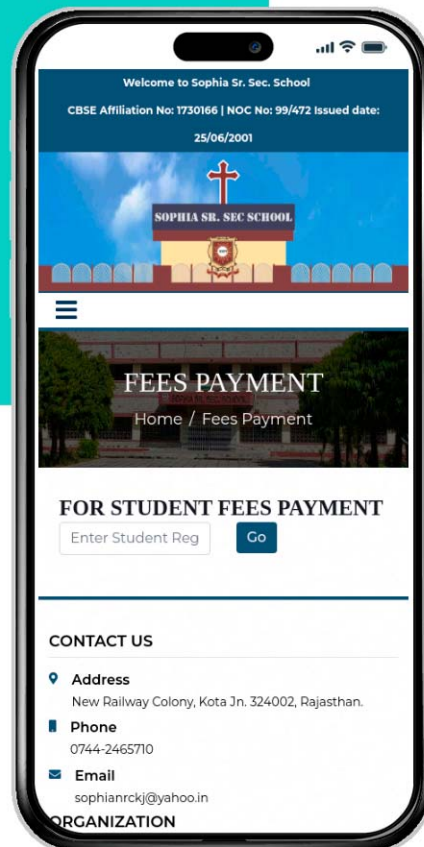 Welcome to Sophia Sr. Sec. School
CBSE Affiliation No: 1730166 | NOC No: 99/472 Issued date:
25/06/2001
SOPHIA SR. SEC SCHOOL
FEES PAYMENT
Home / Fees Payment
FOR STUDENT FEES PAYMENT
Enter Student Reg
Go
CONTACT US
Address
New Railway Colony, Kota Jn. 324002, Rajasthan.
Phone
0744-2465710
Email
sophianrckj@yahoo.in
ORGANIZATION